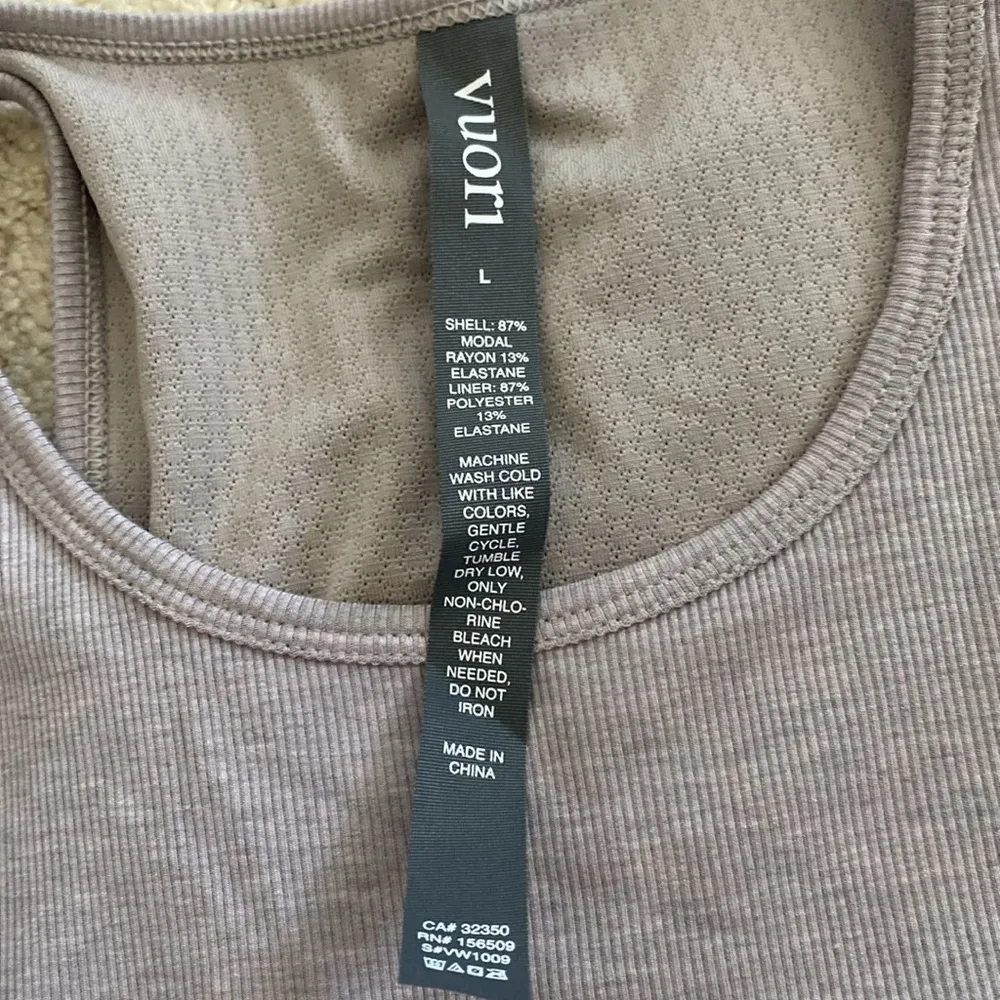 vuori
L
SHELL: 87%
MODAL
RAYON 13%
ELASTANE
LINER: 87%
POLYESTER
13%
ELASTANE
MACHINE
WASH COLD
WITH LIKE
COLORS,
GENTLE
CYCLE,
TUMBLE
DRY LOW,
ONLY
NON-CHLO-
RINE
BLEACH
WHEN
NEEDED,
DO NOT
IRON
MADE IN
CHINA
CA# 32350
RN# 156509
S#VW1009